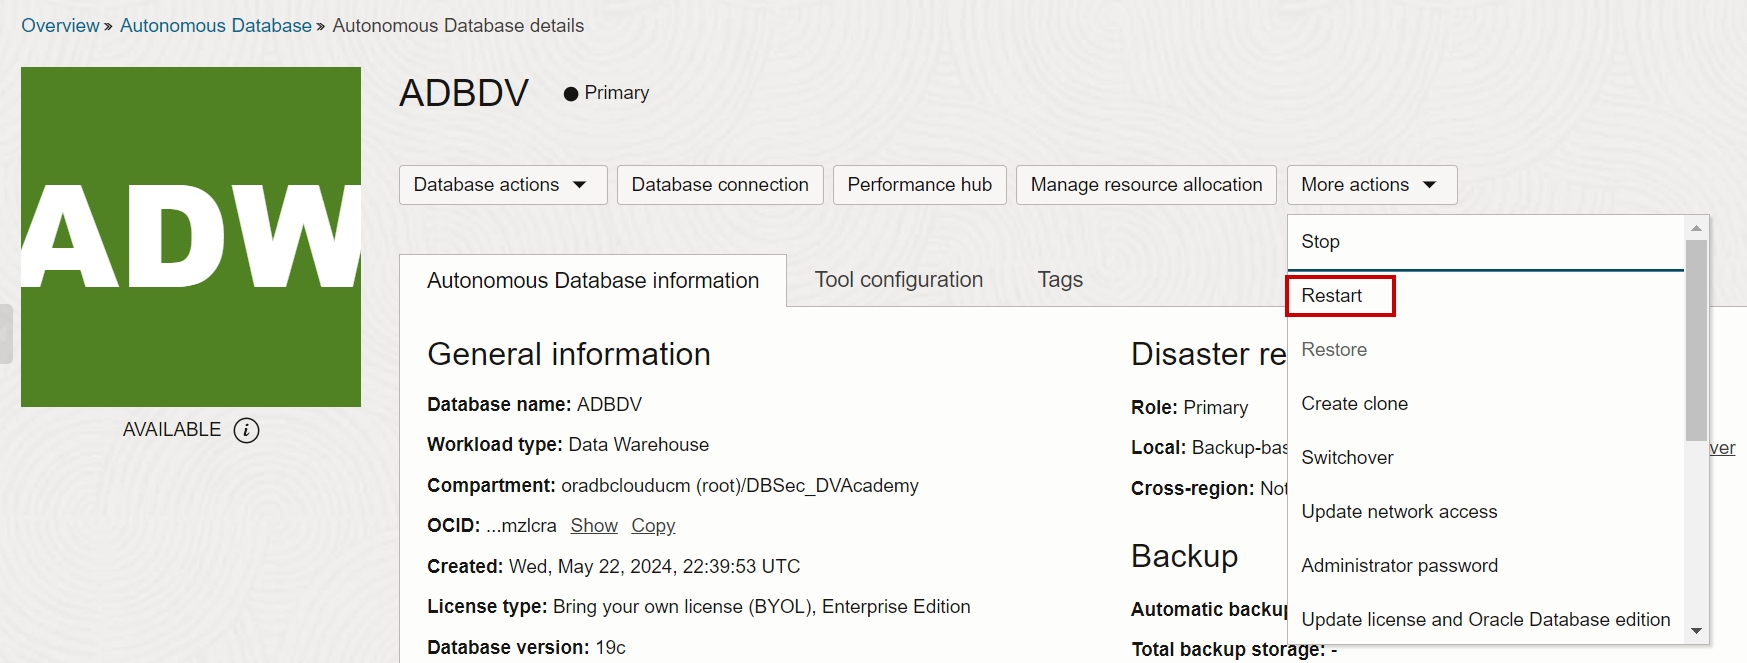 Overview » Autonomous Database » Autonomous Database details
ADW
AVAILABLE i
ADBDV ● Primary
Database actions Database connection Performance hub Manage resource allocation More actions
Stop
Restart
Restore
Create clone
Switchover
Update network access
Administrator password
Update license and Oracle Database edition
Autonomous Database information Tool configuration Tags
General information
Database name: ADBDV
Workload type: Data Warehouse
Compartment: oradbclouducm (root)/DBSec_DVAcademy
OCID: ...mzlcra Show Copy
Created: Wed, May 22, 2024, 22:39:53 UTC
License type: Bring your own license (BYOL), Enterprise Edition
Database version: 19c
Disaster re
Role: Primary
Local: Backup-bas ver
Cross-region: Not
Backup
Automatic backup
Total backup storage: -